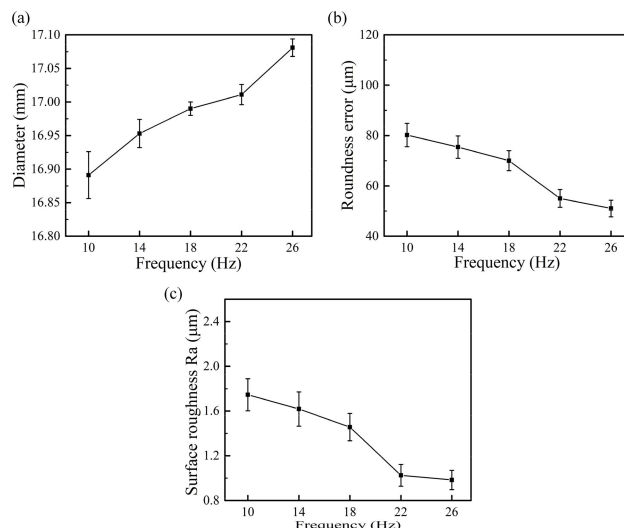 (a)
17.10
17.05
17.00
16.95
16.90
16.85
16.80
Diameter (mm)
10 14 18 22 26
Frequency (Hz)
(b)
120
100
80
60
40
Roundness error (μm)
10 14 18 22 26
Frequency (Hz)
(c)
2.4
2.0
1.6
1.2
0.8
Surface roughness Ra (μm)
10 14 18 22 26
Frequency (Hz)